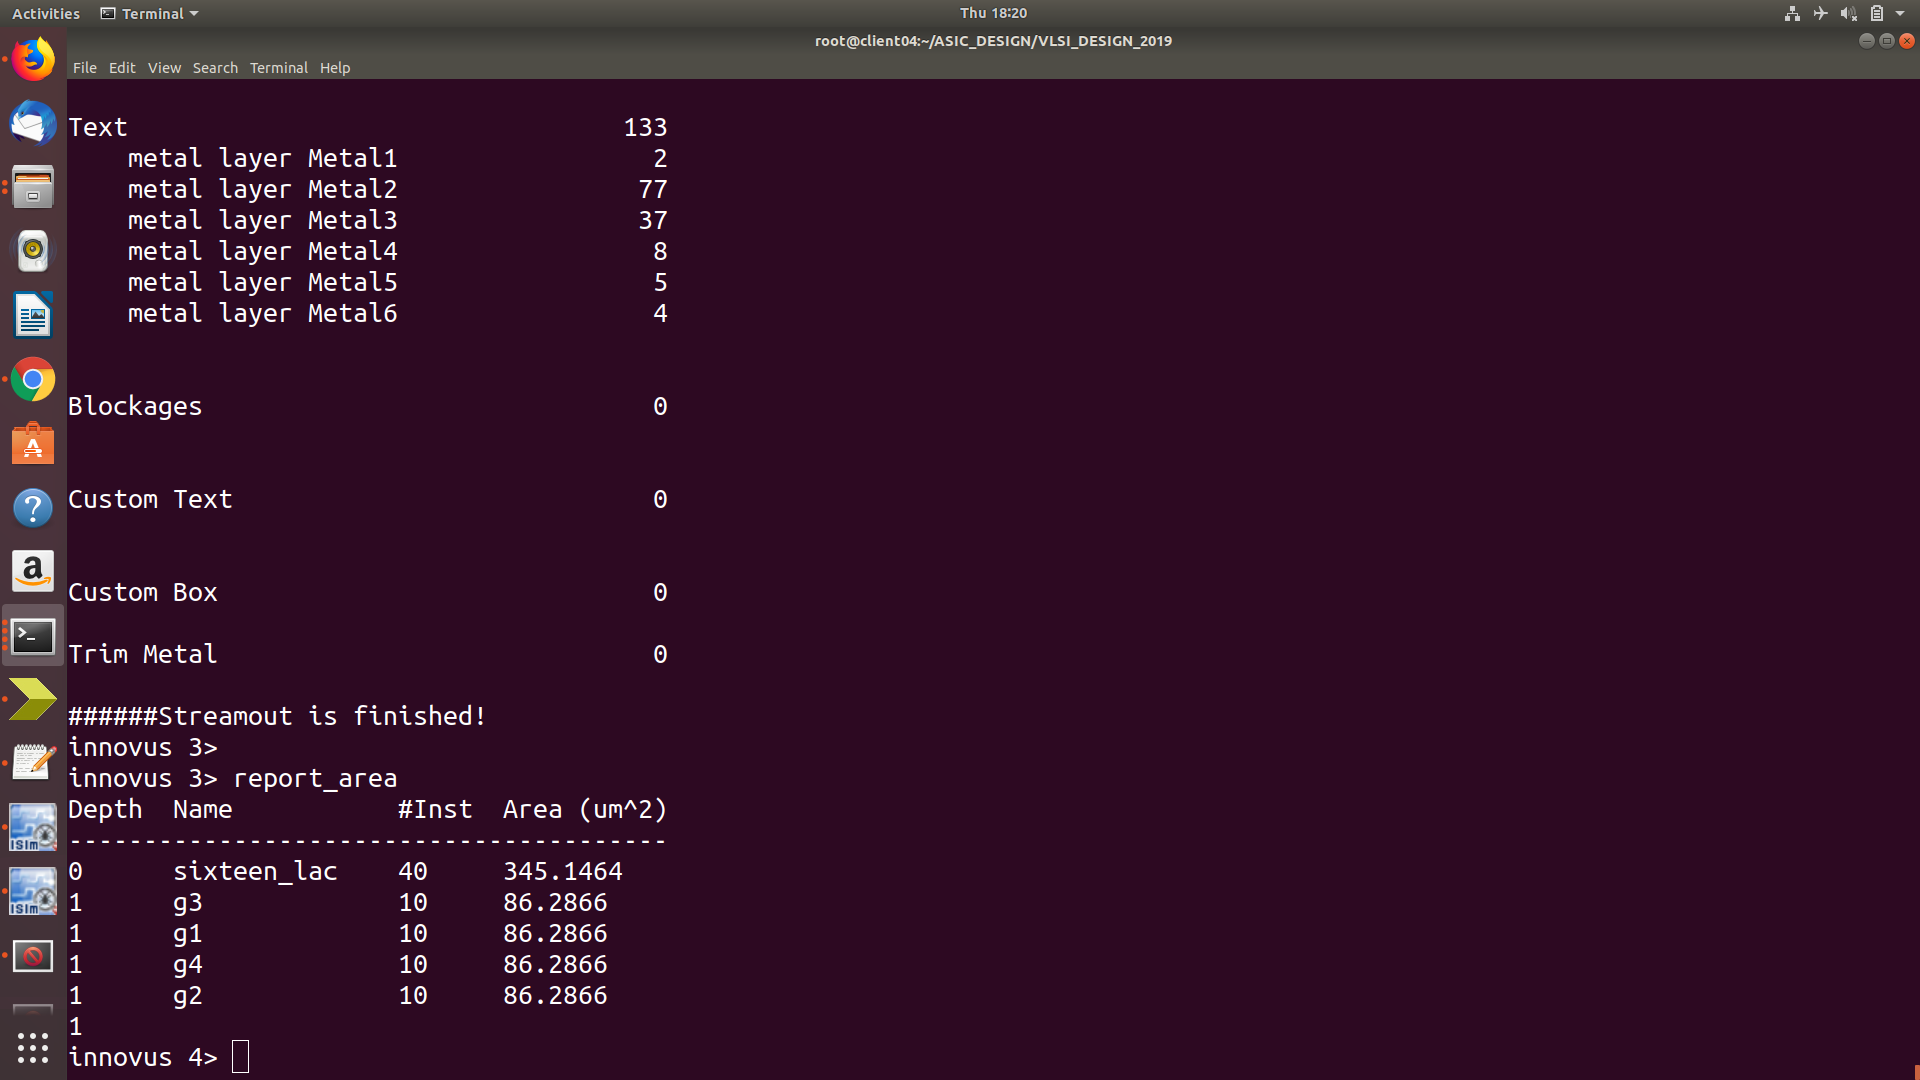 Activities Terminal Thu 18:20
root@client04:~/ASIC_DESIGN/VLSI_DESIGN_2019
File Edit View Search Terminal Help
Text 133
metal layer Metal1 2
metal layer Metal2 77
metal layer Metal3 37
metal layer Metal4 8
metal layer Metal5 5
metal layer Metal6 4
Blockages 0
Custom Text 0
Custom Box 0
Trim Metal 0
######Streamout is finished!
innovus 3>
innovus 3> report_area
Depth Name #Inst Area (um^2)
----------------------------------------
0 sixteen_lac 40 345.1464
1 g3 10 86.2866
1 g1 10 86.2866
1 g4 10 86.2866
1 g2 10 86.2866
1
innovus 4>
ISim
ISim